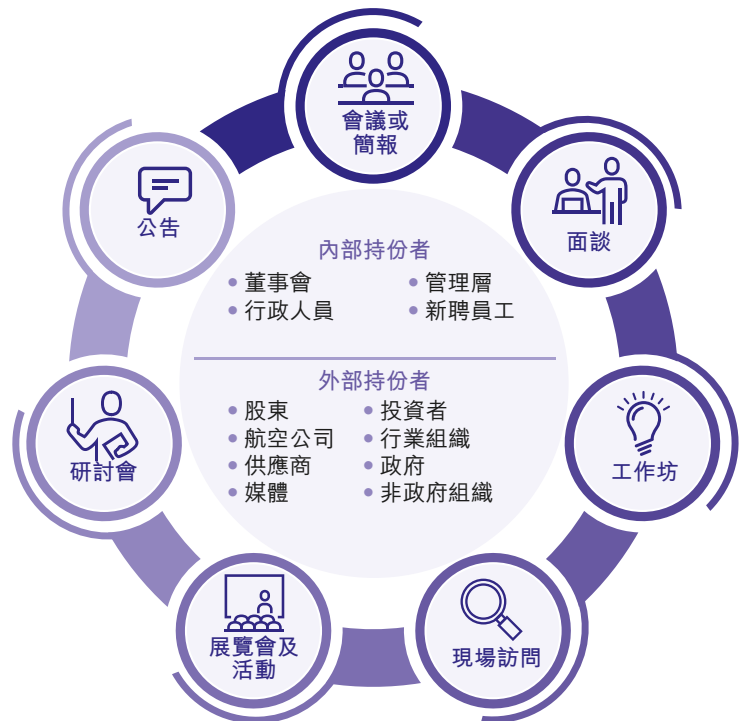 會議或
簡報
公告
面談
內部持份者
• 董事會
• 管理層
• 行政人員
• 新聘員工
外部持份者
• 股東
• 投資者
• 航空公司
• 行業組織
• 供應商
• 政府
• 媒體
• 非政府組織
研討會
工作坊
展覽會及
活動
現場訪問